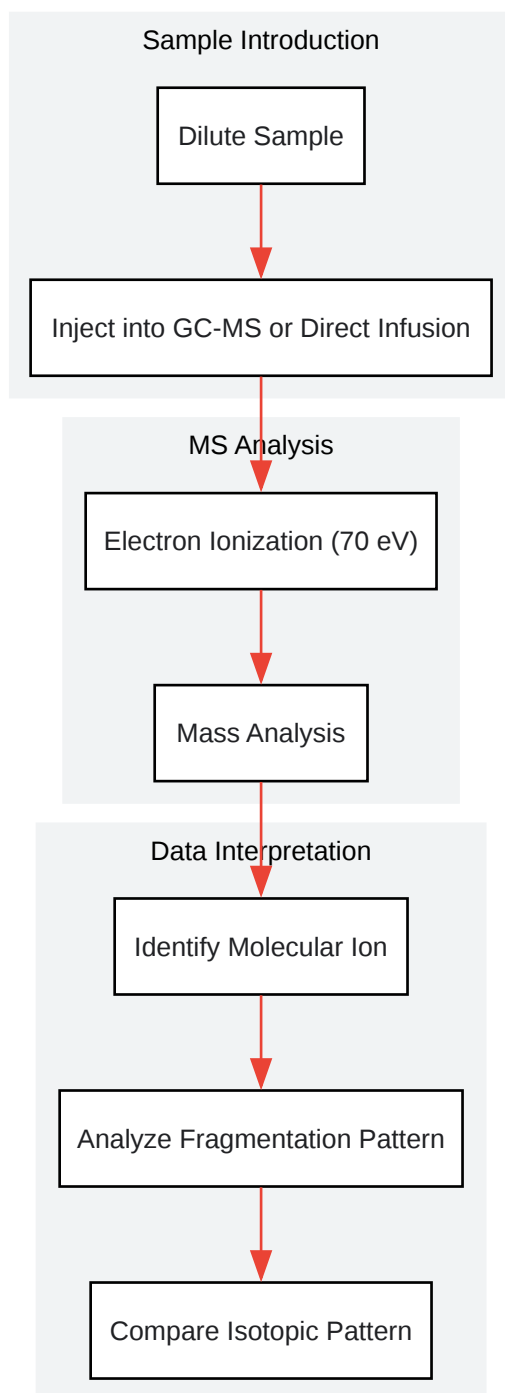 Sample Introduction
Dilute Sample
Inject into GC-MS or Direct Infusion
MS Analysis
Electron Ionization (70 eV)
Mass Analysis
Data Interpretation
Identify Molecular Ion
Analyze Fragmentation Pattern
Compare Isotopic Pattern